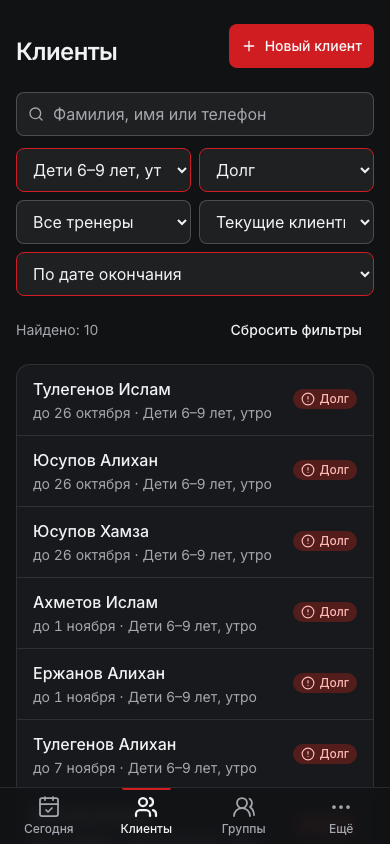 Клиенты
Новый клиент
Фамилия, имя или телефон
Дети 6–9 лет, ут
Долг
Все тренеры
Текущие клиент
По дате окончания
Найдено: 10
Сбросить фильтры
Тулегенов Ислам
до 26 октября · Дети 6–9 лет, утро
Долг
Юсупов Алихан
до 26 октября · Дети 6–9 лет, утро
Долг
Юсупов Хамза
до 26 октября · Дети 6–9 лет, утро
Долг
Ахметов Ислам
до 1 ноября · Дети 6–9 лет, утро
Долг
Ержанов Алихан
до 1 ноября · Дети 6–9 лет, утро
Долг
Тулегенов Алихан
до 7 ноября · Дети 6–9 лет, утро
Долг
Сегодня
Клиенты
Группы
Ещё